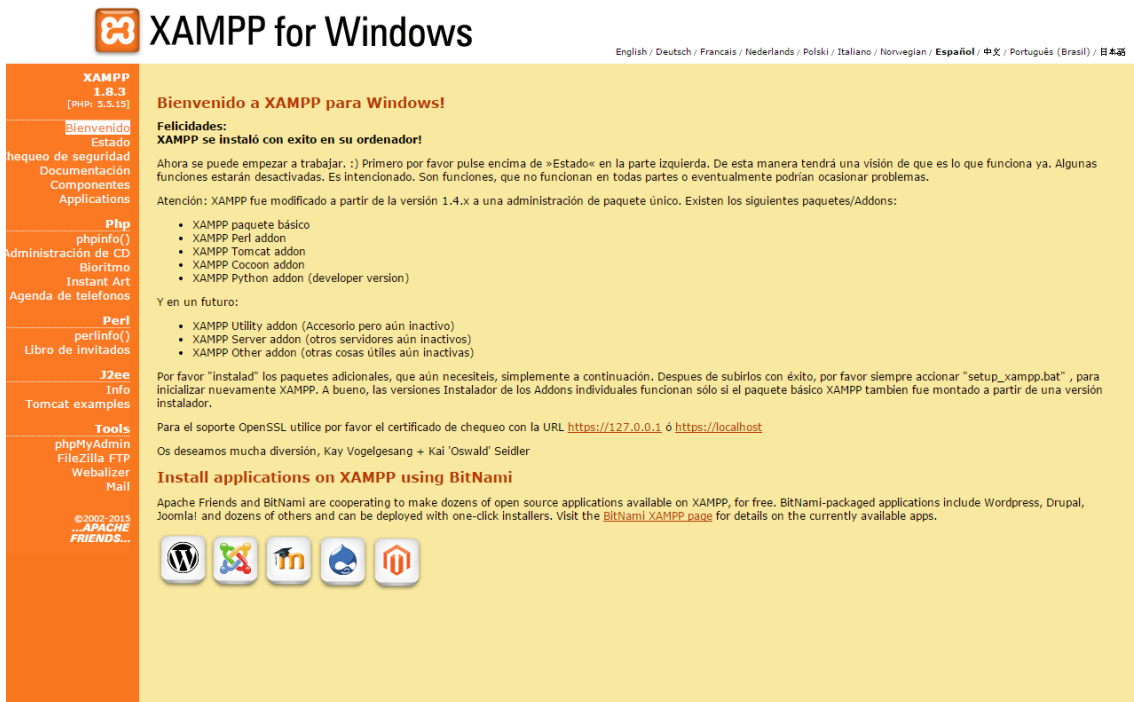 XAMPP for Windows
English / Deutsch / Francais / Nederlands / Polski / Italiano / Norwegian / Español / 中文 / Português (Brasil) / 日本語
XAMPP
1.8.3
[PHP: 5.5.15]
Bienvenido
Estado
Chequeo de seguridad
Documentación
Componentes
Applications
Php
phpinfo()
Administración de CD
Bioritmo
Instant Art
Agenda de telefonos
Perl
perlinfo()
Libro de invitados
J2ee
Info
Tomcat examples
Tools
phpMyAdmin
FileZilla FTP
Webalizer
Mail
©2002-2015
...APACHE
FRIENDS...
Bienvenido a XAMPP para Windows!
Felicidades:
XAMPP se instaló con exito en su ordenador!
Ahora se puede empezar a trabajar. :) Primero por favor pulse encima de »Estado« en la parte izquierda. De esta manera tendrá una visión de que es lo que funciona ya. Algunas
funciones estarán desactivadas. Es intencionado. Son funciones, que no funcionan en todas partes o eventualmente podrían ocasionar problemas.
Atención: XAMPP fue modificado a partir de la versión 1.4.x a una administración de paquete único. Existen los siguientes paquetes/Addons:
XAMPP paquete básico
XAMPP Perl addon
XAMPP Tomcat addon
XAMPP Cocoon addon
XAMPP Python addon (developer version)
Y en un futuro:
XAMPP Utility addon (Accesorio pero aún inactivo)
XAMPP Server addon (otros servidores aún inactivos)
XAMPP Other addon (otras cosas útiles aún inactivas)
Por favor "instalad" los paquetes adicionales, que aún necesiteis, simplemente a continuación. Despues de subirlos con éxito, por favor siempre accionar "setup_xampp.bat" , para
inicializar nuevamente XAMPP. A bueno, las versiones Instalador de los Addons individuales funcionan sólo si el paquete básico XAMPP tambien fue montado a partir de una versión
instalador.
Para el soporte OpenSSL utilice por favor el certificado de chequeo con la URL https://127.0.0.1 ó https://localhost
Os deseamos mucha diversión, Kay Vogelgesang + Kai 'Oswald' Seidler
Install applications on XAMPP using BitNami
Apache Friends and BitNami are cooperating to make dozens of open source applications available on XAMPP, for free. BitNami-packaged applications include Wordpress, Drupal,
Joomla! and dozens of others and can be deployed with one-click installers. Visit the BitNami XAMPP page for details on the currently available apps.